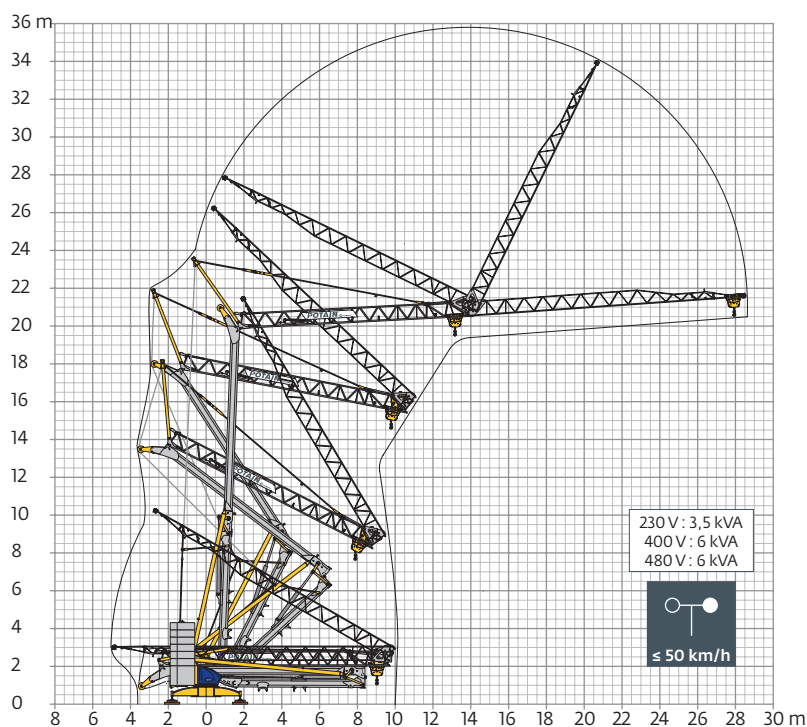 36 m
34
32
30
28
26
24
22
20
18
16
14
12
10
8
6
4
2
0
POTAIN
POTAIN
POTAIN
POTAIN
230 V : 3,5 kVA
400 V : 6 kVA
480 V : 6 kVA
≤ 50 km/h
8 6 4 2 0 2 4 6 8 10 12 14 16 18 20 22 24 26 28 30 m